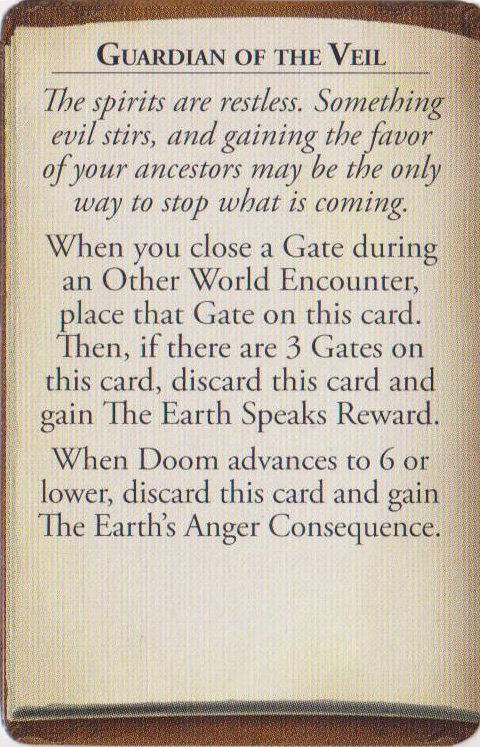 Guardian of the Veil
The spirits are restless. Something
evil stirs, and gaining the favor
of your ancestors may be the only
way to stop what is coming.
When you close a Gate during
an Other World Encounter,
place that Gate on this card.
Then, if there are 3 Gates on
this card, discard this card and
gain The Earth Speaks Reward.
When Doom advances to 6 or
lower, discard this card and gain
The Earth's Anger Consequence.